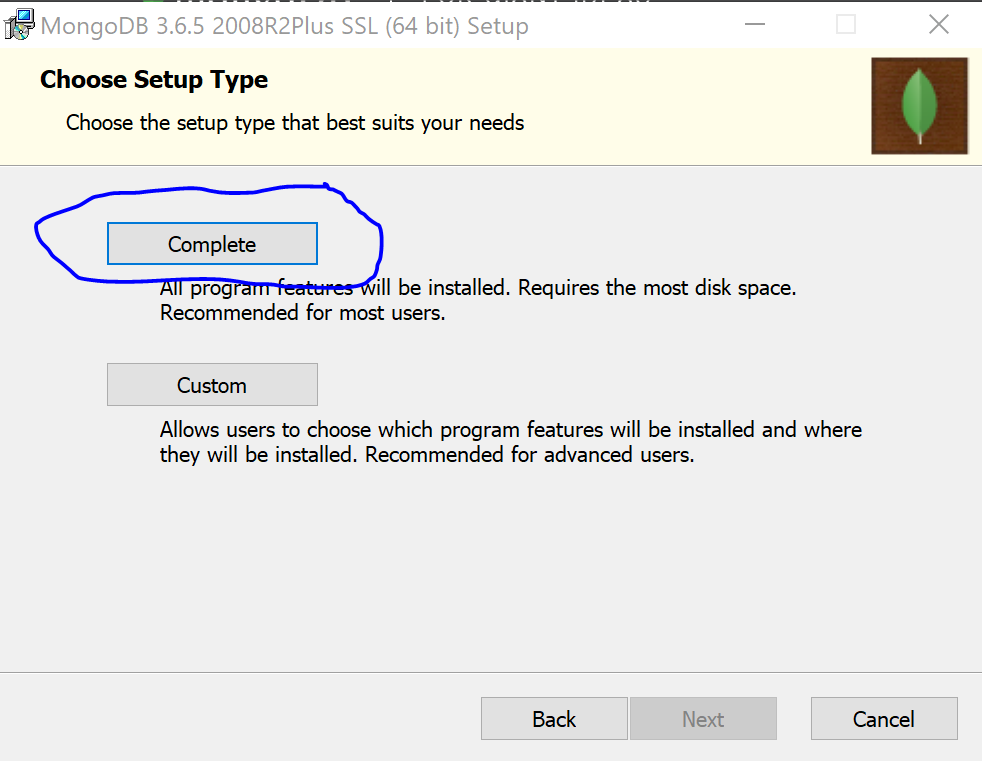 MongoDB 3.6.5 2008R2Plus SSL (64 bit) Setup
Choose Setup Type
Choose the setup type that best suits your needs
Complete
All program features will be installed. Requires the most disk space.
Recommended for most users.
Custom
Allows users to choose which program features will be installed and where
they will be installed. Recommended for advanced users.
Back
Next
Cancel